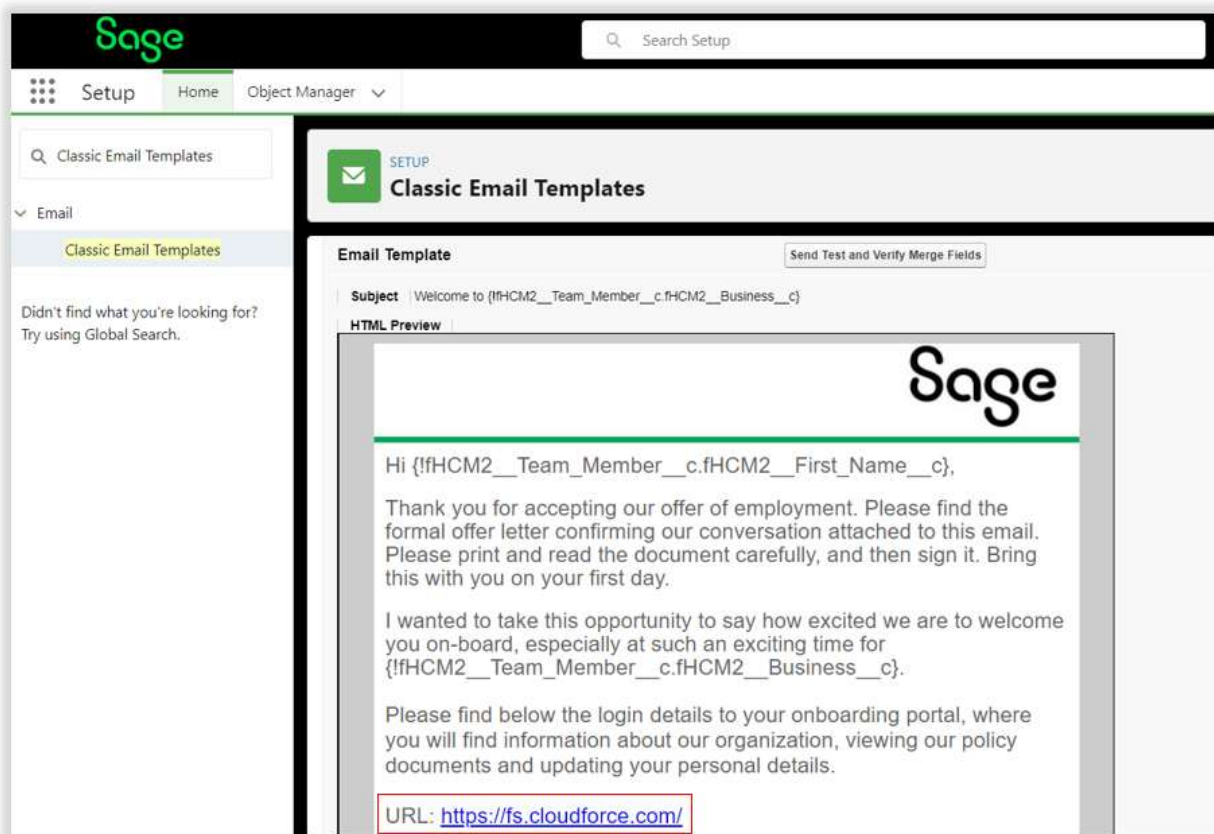 Sage
Search Setup
Setup Home Object Manager
Classic Email Templates
Email
Classic Email Templates
Didn't find what you're looking for?
Try using Global Search.
SETUP
Classic Email Templates
Email Template Send Test and Verify Merge Fields
Subject Welcome to {!fHCM2__Team_Member__c.fHCM2__Business__c}
HTML Preview
Sage
Hi {!fHCM2__Team_Member__c.fHCM2__First_Name__c},
Thank you for accepting our offer of employment. Please find the
formal offer letter confirming our conversation attached to this email.
Please print and read the document carefully, and then sign it. Bring
this with you on your first day.
I wanted to take this opportunity to say how excited we are to welcome
you on-board, especially at such an exciting time for
{!fHCM2__Team_Member__c.fHCM2__Business__c}.
Please find below the login details to your onboarding portal, where
you will find information about our organization, viewing our policy
documents and updating your personal details.
URL: https://fs.cloudforce.com/